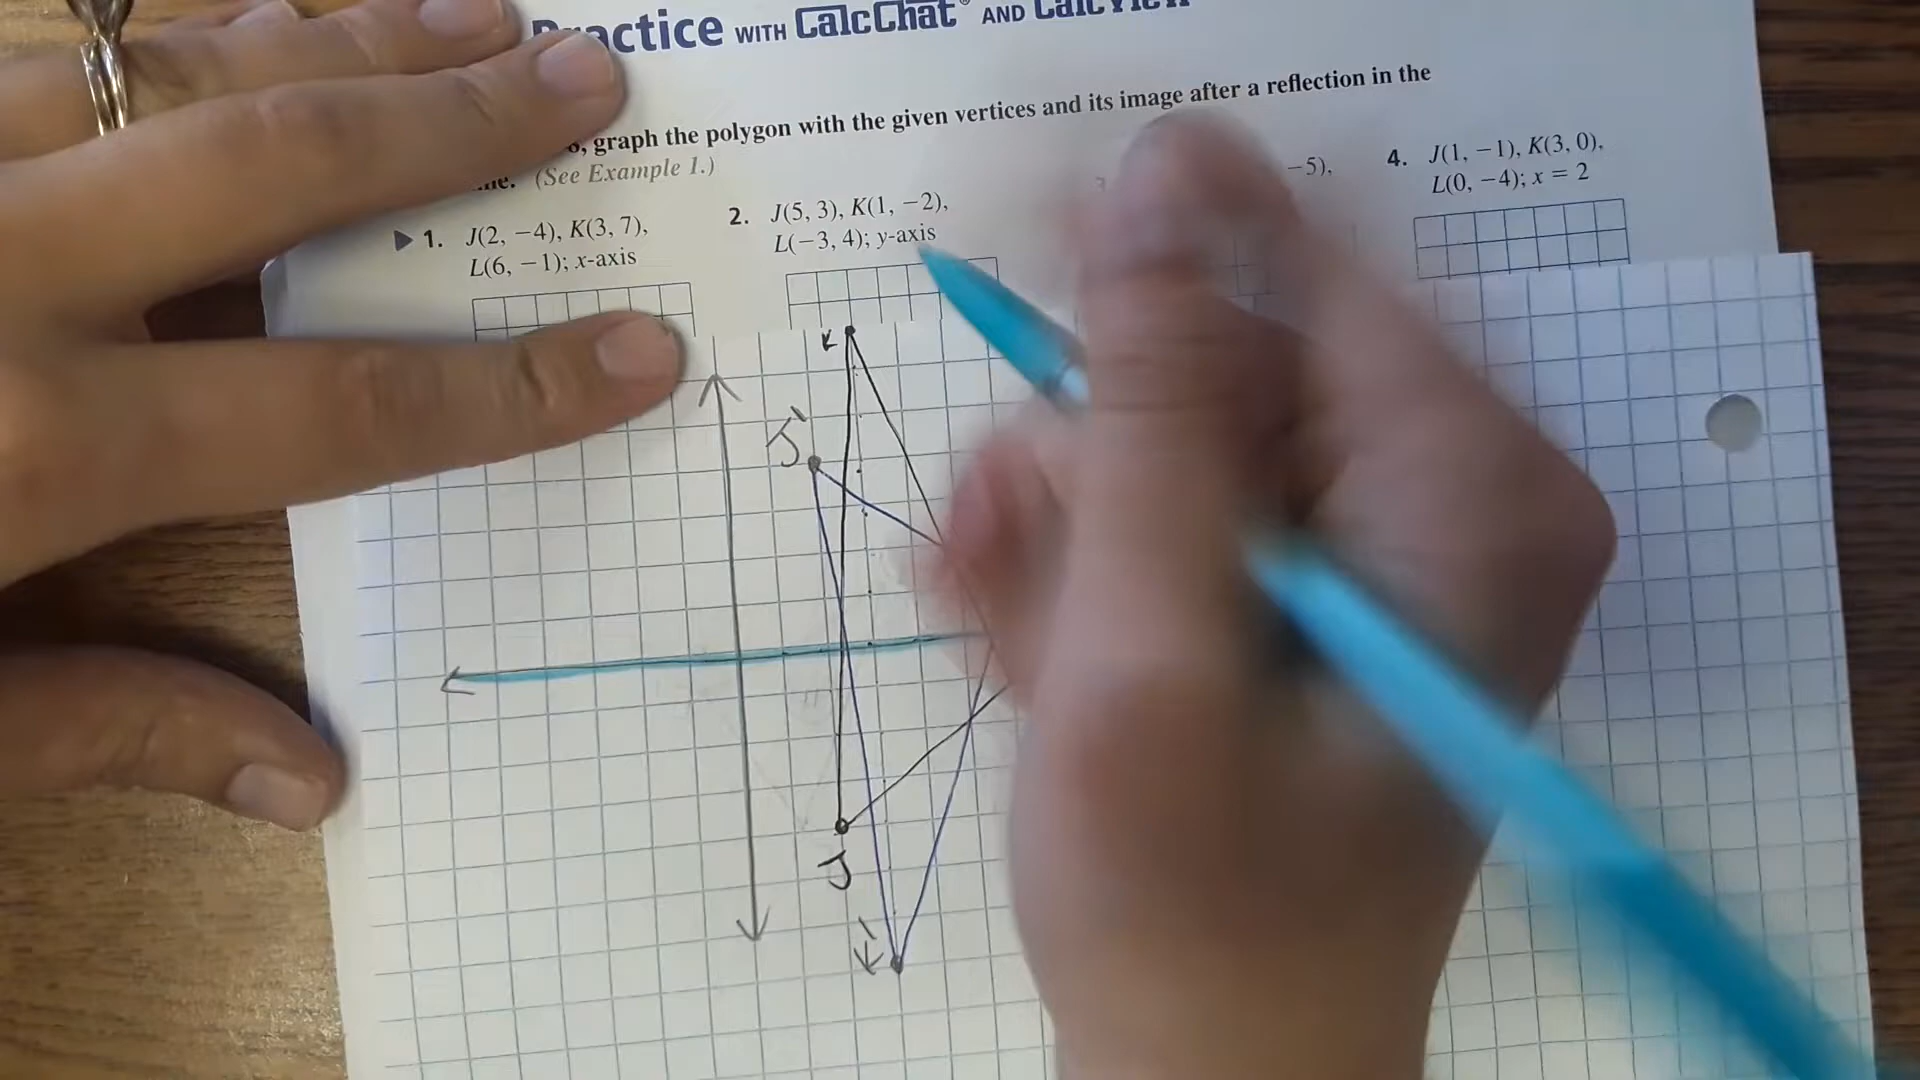 WITH CalcChat® AND
graph the polygon with the given vertices and its image after a reflection in the
(See Example 1.)
1. J(2, −4), K(3, 7),
L(6, −1); x-axis
2. J(5, 3), K(1, −2),
L(−3, 4); y-axis
−5),
4. J(1, −1), K(3, 0),
L(0, −4); x = 2
K
J'
J
K'